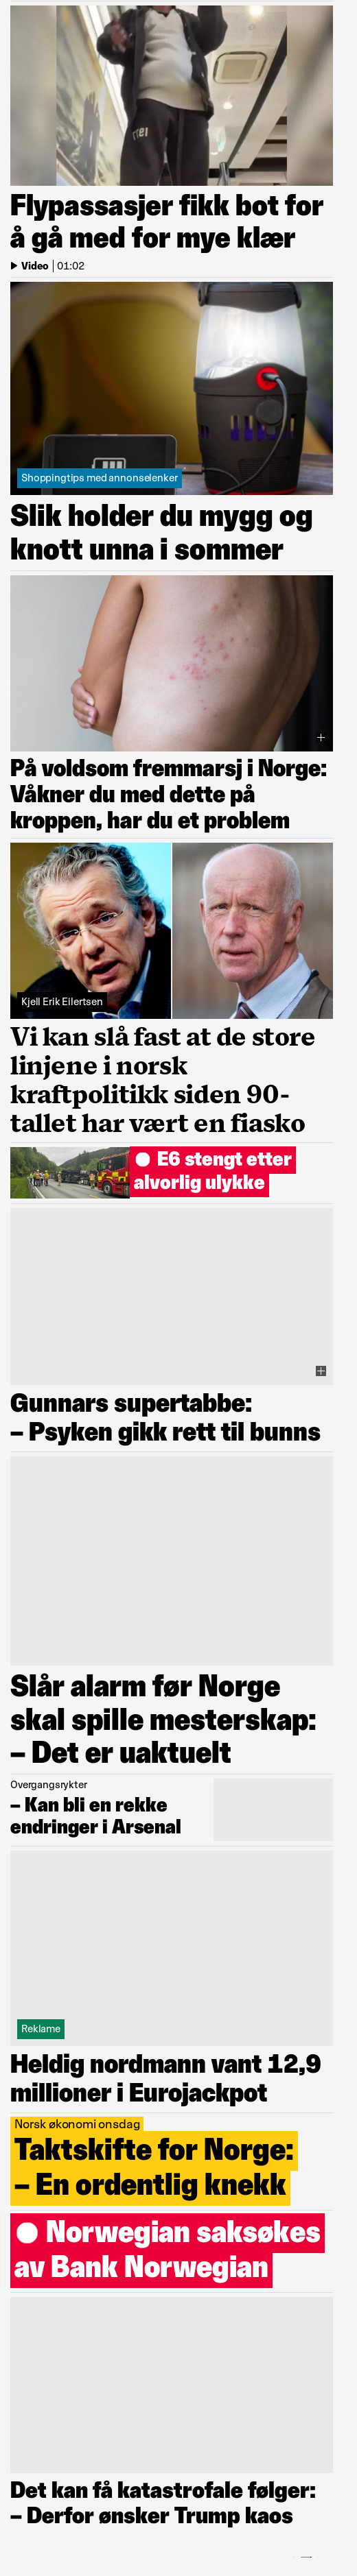 Flypassasjer fikk bot for
å gå med for mye klær
Video | 01:02
Shoppingtips med annonselenker
Slik holder du mygg og
knott unna i sommer
På voldsom fremmarsj i Norge:
Våkner du med dette på
kroppen, har du et problem
Kjell Erik Eilertsen
Vi kan slå fast at de store
linjene i norsk
kraftpolitikk siden 90-
tallet har vært en fiasko
E6 stengt etter
alvorlig ulykke
Gunnars supertabbe:
– Psyken gikk rett til bunns
Slår alarm før Norge
skal spille mesterskap:
– Det er uaktuelt
Overgangsrykter
– Kan bli en rekke
endringer i Arsenal
Reklame
Heldig nordmann vant 12,9
millioner i Eurojackpot
Norsk økonomi onsdag
Taktskifte for Norge:
– En ordentlig knekk
Norwegian saksøkes
av Bank Norwegian
Det kan få katastrofale følger:
– Derfor ønsker Trump kaos